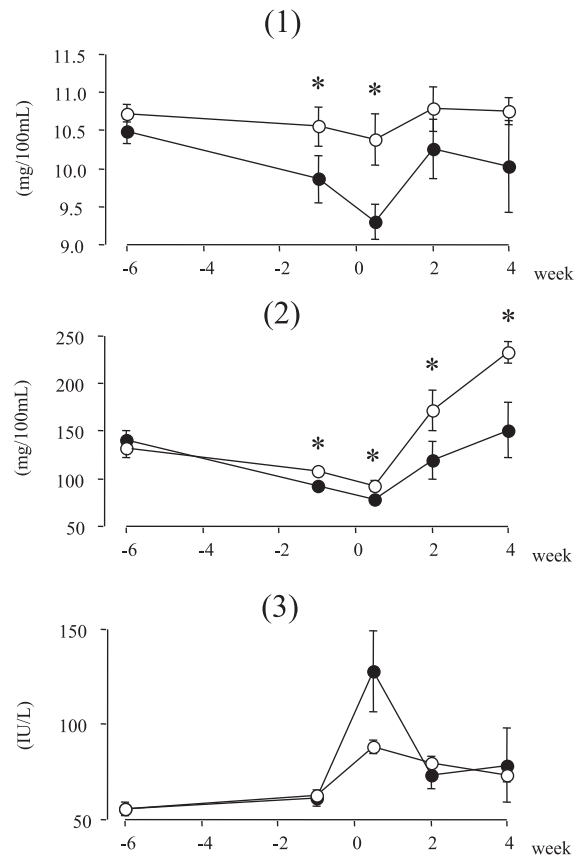 (1)
11.5
11.0
10.5
10.0
9.5
9.0
(mg/100mL)
* *
-6 -4 -2 0 2 4 week
(2)
250
200
150
100
50
(mg/100mL)
* * * *
-6 -4 -2 0 2 4 week
(3)
150
100
50
(IU/L)
-6 -4 -2 0 2 4 week